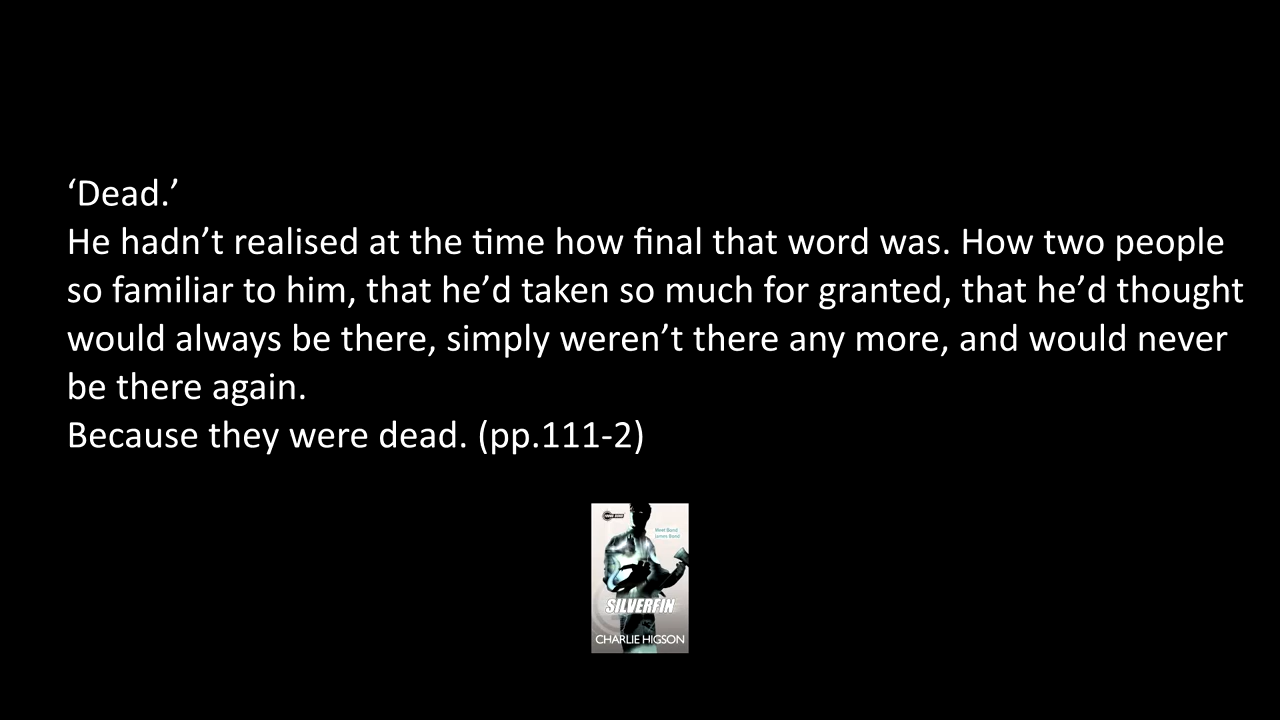 ‘Dead.’
He hadn’t realised at the time how final that word was. How two people
so familiar to him, that he’d taken so much for granted, that he’d thought
would always be there, simply weren’t there any more, and would never
be there again.
Because they were dead. (pp.111-2)
Meet Bond,
James Bond
SILVERFIN
CHARLIE HIGSON